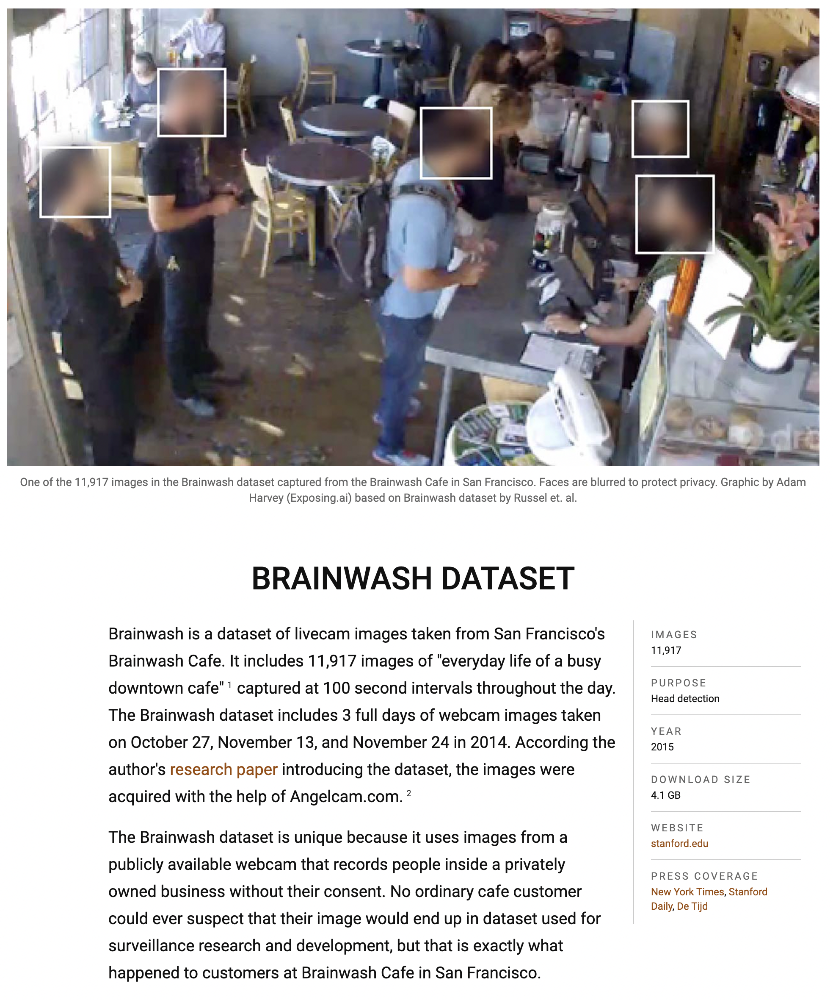 One of the 11,917 images in the Brainwash dataset captured from the Brainwash Cafe in San Francisco. Faces are blurred to protect privacy. Graphic by Adam
Harvey (Exposing.ai) based on Brainwash dataset by Russel et. al.
BRAINWASH DATASET
Brainwash is a dataset of livecam images taken from San Francisco's
Brainwash Cafe. It includes 11,917 images of "everyday life of a busy
downtown cafe" 1 captured at 100 second intervals throughout the day.
The Brainwash dataset includes 3 full days of webcam images taken
on October 27, November 13, and November 24 in 2014. According the
author's research paper introducing the dataset, the images were
acquired with the help of Angelcam.com. 2
The Brainwash dataset is unique because it uses images from a
publicly available webcam that records people inside a privately
owned business without their consent. No ordinary cafe customer
could ever suspect that their image would end up in dataset used for
surveillance research and development, but that is exactly what
happened to customers at Brainwash Cafe in San Francisco.
IMAGES
11,917
PURPOSE
Head detection
YEAR
2015
DOWNLOAD SIZE
4.1 GB
WEBSITE
stanford.edu
PRESS COVERAGE
New York Times, Stanford
Daily, De Tijd